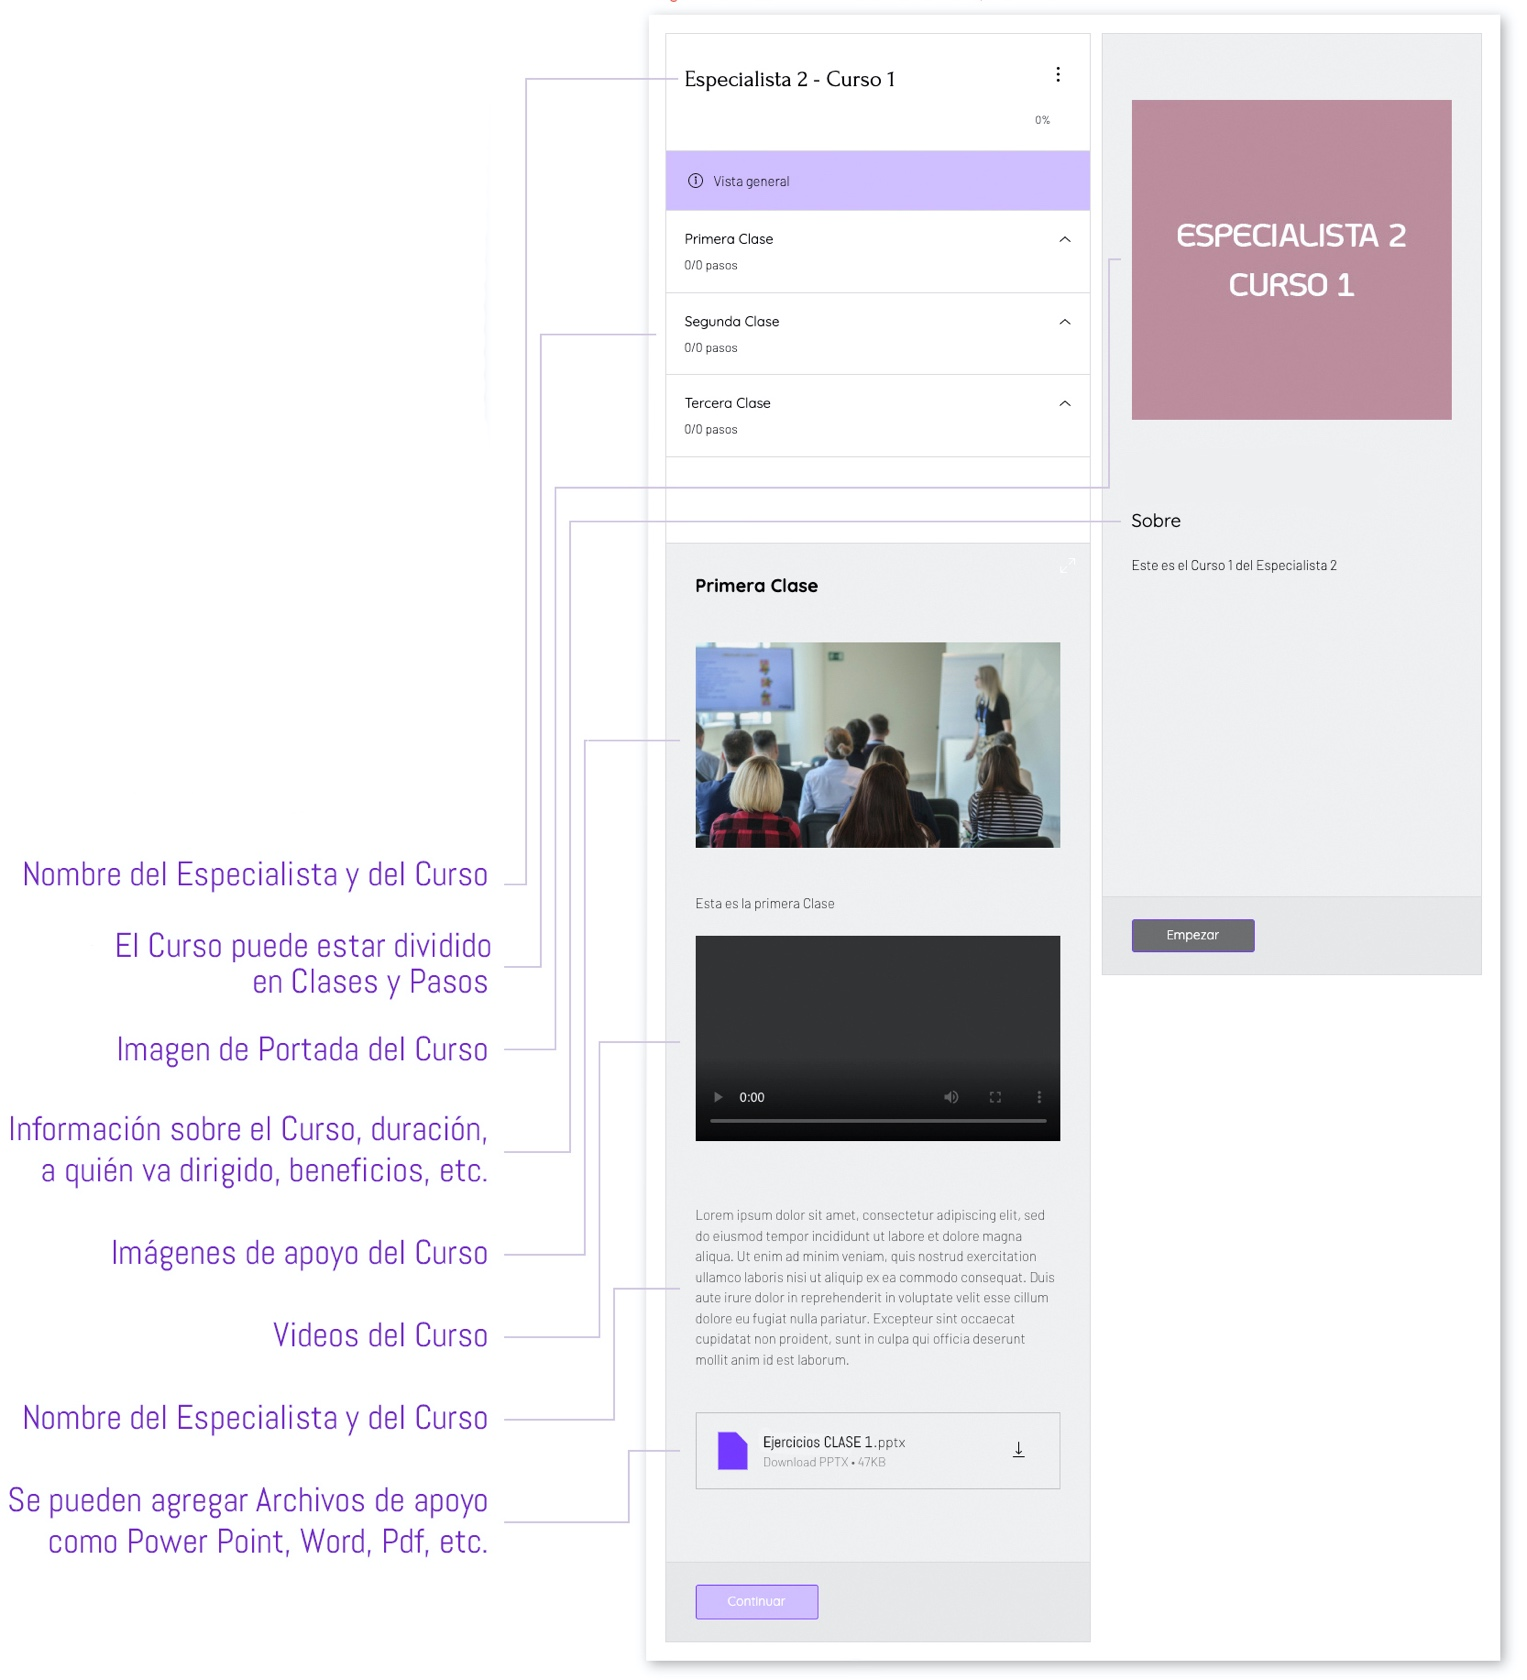 Especialista 2 - Curso 1
0%
Vista general
Primera Clase
0/0 pasos
Segunda Clase
0/0 pasos
Tercera Clase
0/0 pasos
ESPECIALISTA 2
CURSO 1
Sobre
Este es el Curso 1 del Especialista 2
Empezar
Primera Clase
Esta es la primera Clase
0:00
Lorem ipsum dolor sit amet, consectetur adipiscing elit, sed
do eiusmod tempor incididunt ut labore et dolore magna
aliqua. Ut enim ad minim veniam, quis nostrud exercitation
ullamco laboris nisi ut aliquip ex ea commodo consequat. Duis
aute irure dolor in reprehenderit in voluptate velit esse cillum
dolore eu fugiat nulla pariatur. Excepteur sint occaecat
cupidatat non proident, sunt in culpa qui officia deserunt
mollit anim id est laborum.
Ejercicios CLASE 1.pptx
Download PPTX • 47KB
Continuar
Nombre del Especialista y del Curso
El Curso puede estar dividido
en Clases y Pasos
Imagen de Portada del Curso
Información sobre el Curso, duración,
a quién va dirigido, beneficios, etc.
Imágenes de apoyo del Curso
Videos del Curso
Nombre del Especialista y del Curso
Se pueden agregar Archivos de apoyo
como Power Point, Word, Pdf, etc.